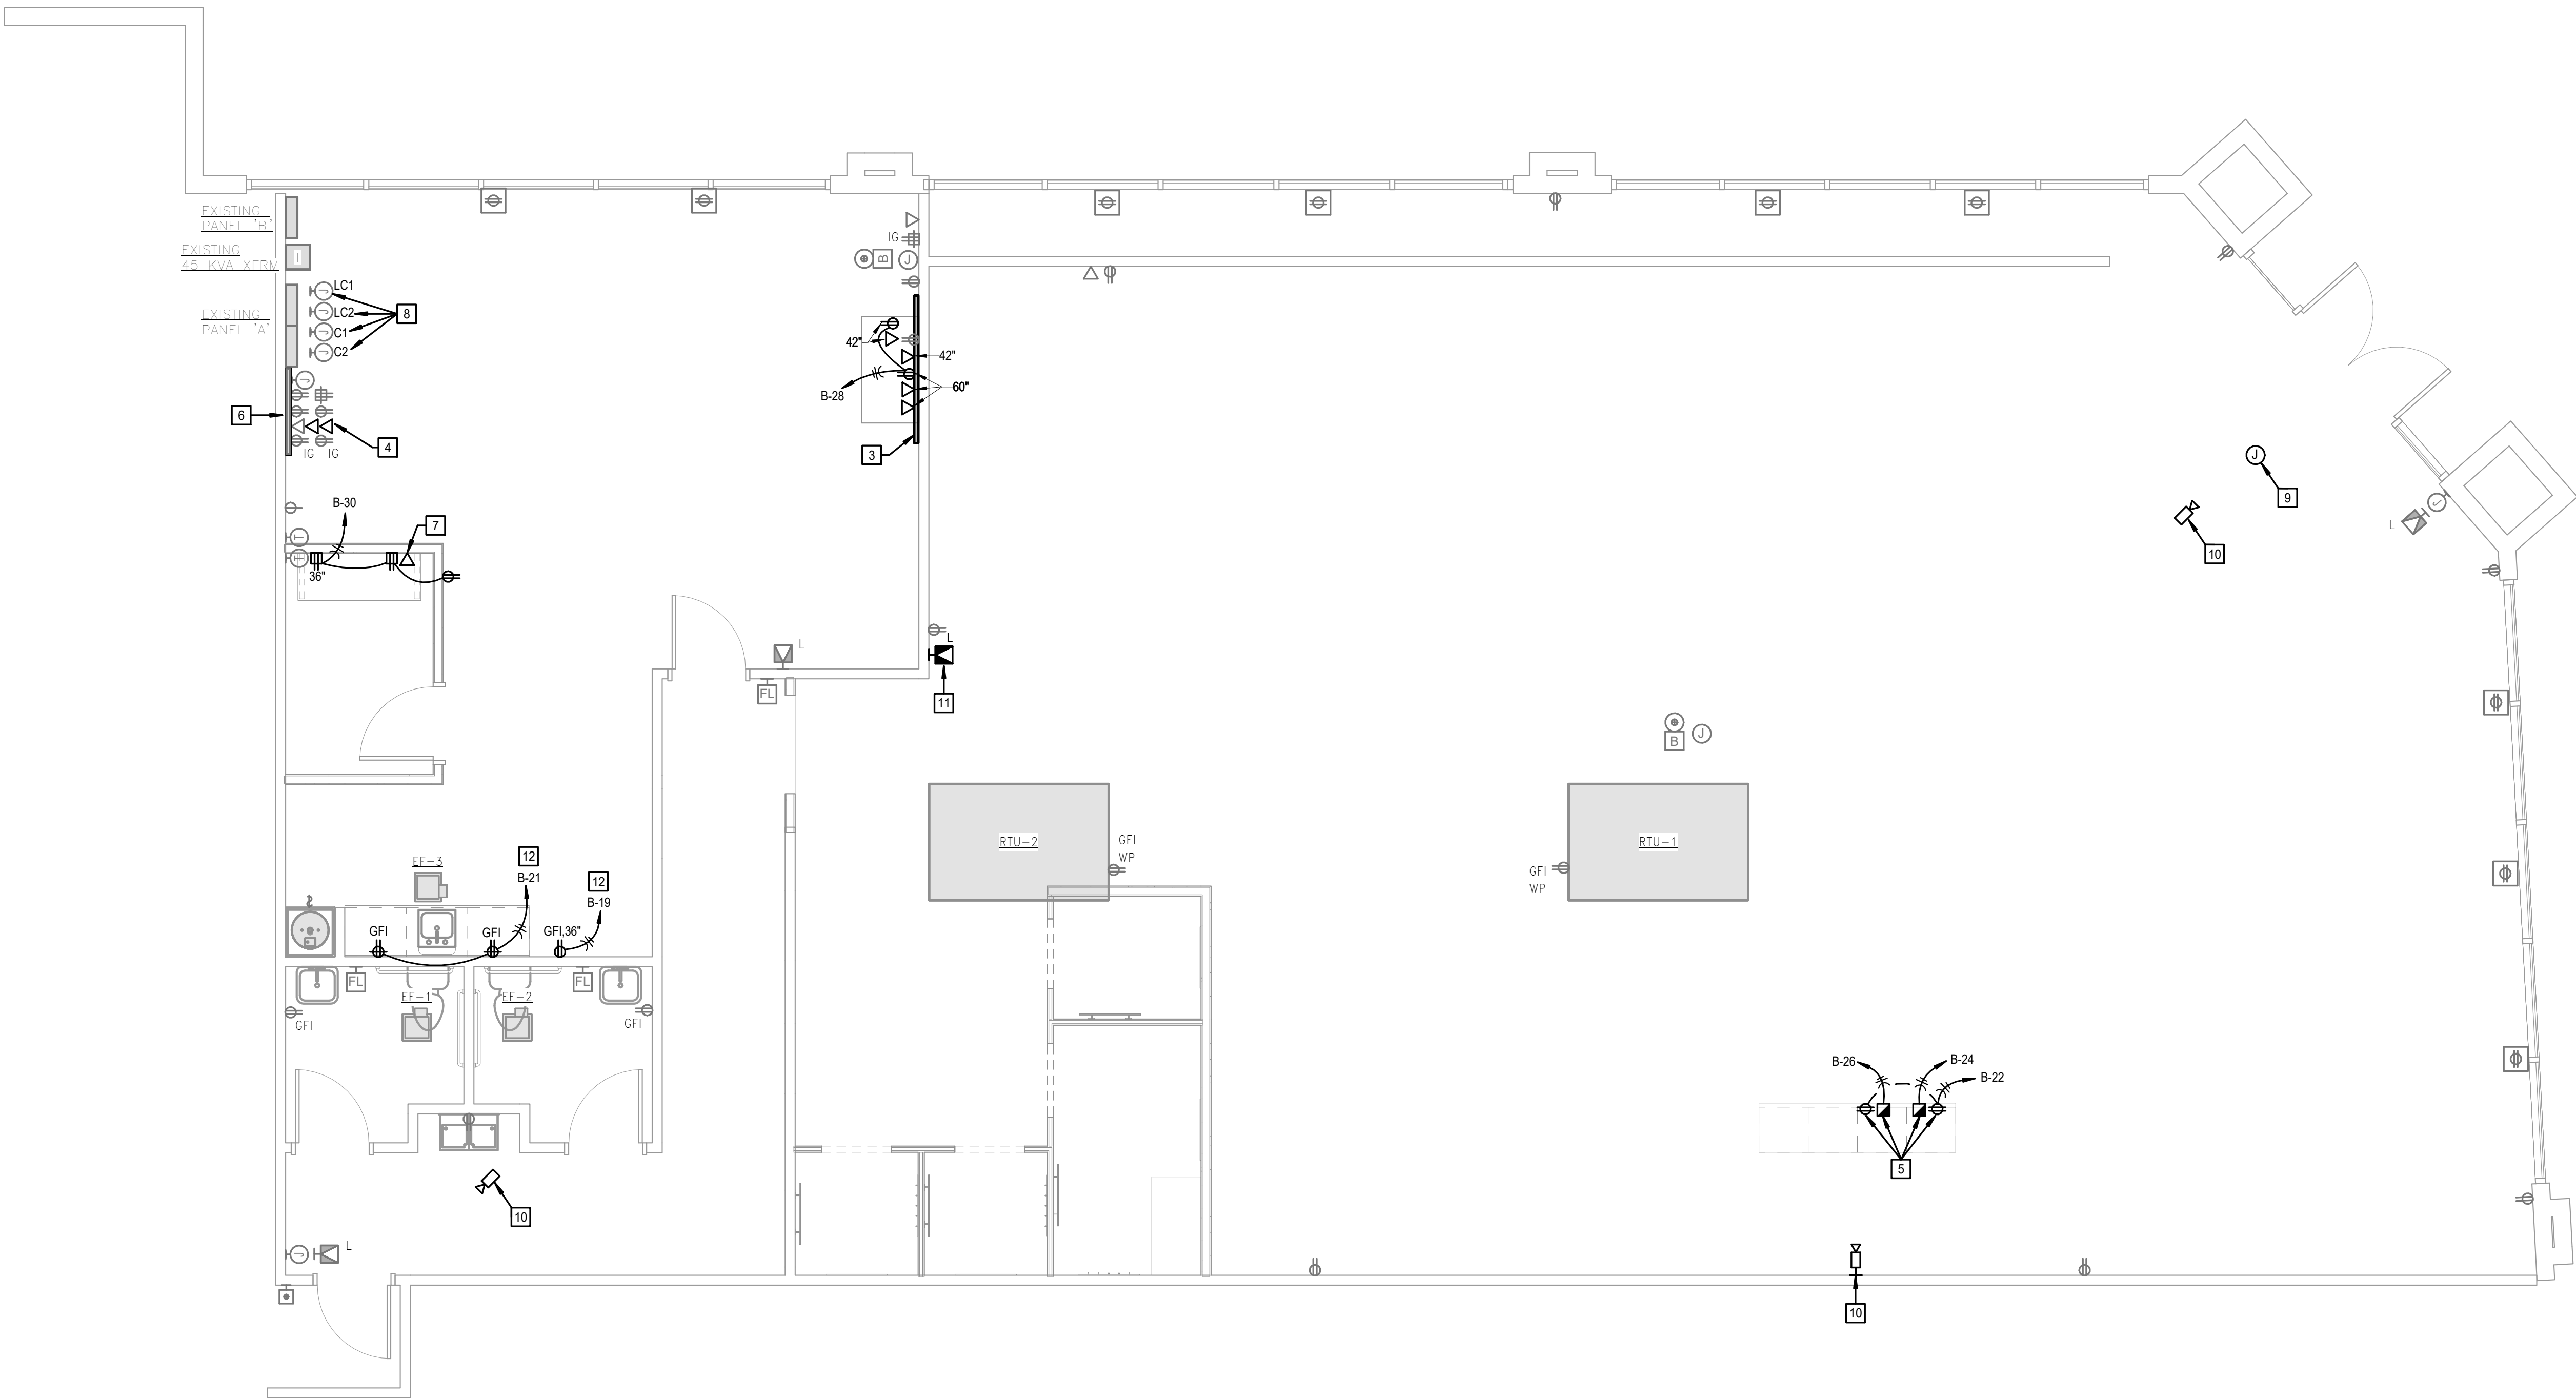 EXISTING
PANEL 'B'
EXISTING
45 KVA XFRM
T
EXISTING
PANEL 'A'
J
LC1
J
LC2
J
C1
J
C2
8
J
6
4
IG
IG
IG
B
J
42"
42"
60"
B-28
3
B-30
T
T
36"
7
L
FL
L
11
J
9
10
L
J
B
J
RTU-2
GFI
WP
RTU-1
GFI
WP
EF-3
12
B-21
12
B-19
GFI
GFI
GFI,36"
FL
FL
EF-1
EF-2
GFI
GFI
B-26
B-24
B-22
5
10
J
L
10